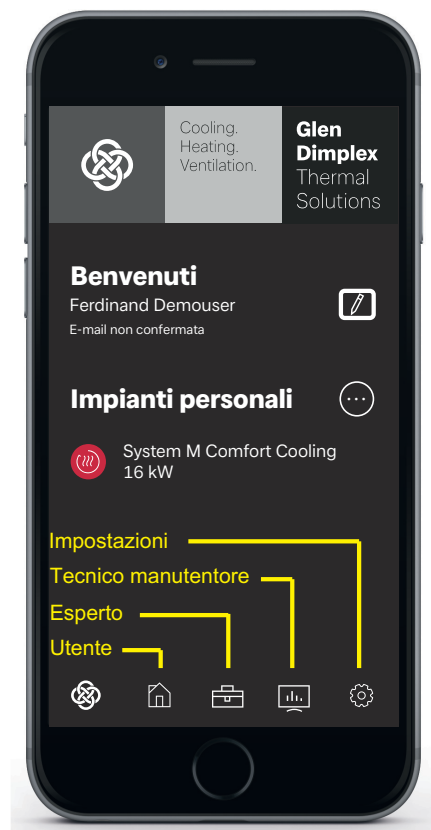 Cooling.
Heating.
Ventilation.
Glen
Dimplex
Thermal
Solutions
Benvenuti
Ferdinand Demouser
E-mail non confermata
Impianti personali
System M Comfort Cooling
16 kW
Impostazioni
Tecnico manutentore
Esperto
Utente